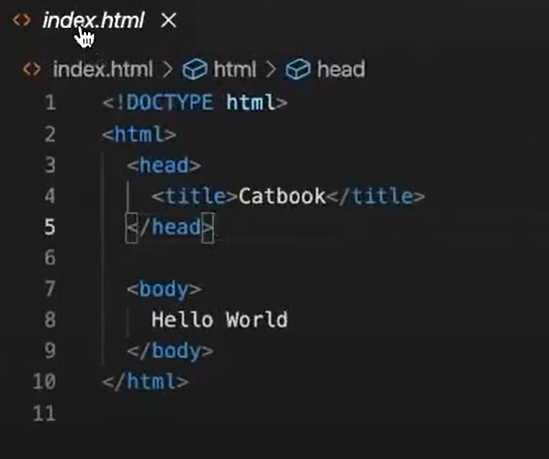 index.html
index.html > html > head
1 <!DOCTYPE html>
2 <html>
3   <head>
4     <title>Catbook</title>
5   </head>
6
7   <body>
8     Hello World
9   </body>
10 </html>
11